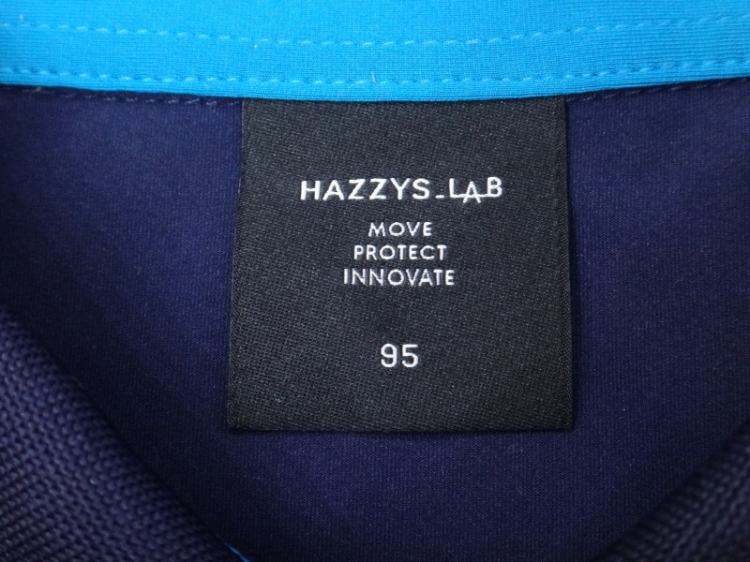 HAZZYS_LAB
MOVE
PROTECT
INNOVATE
95